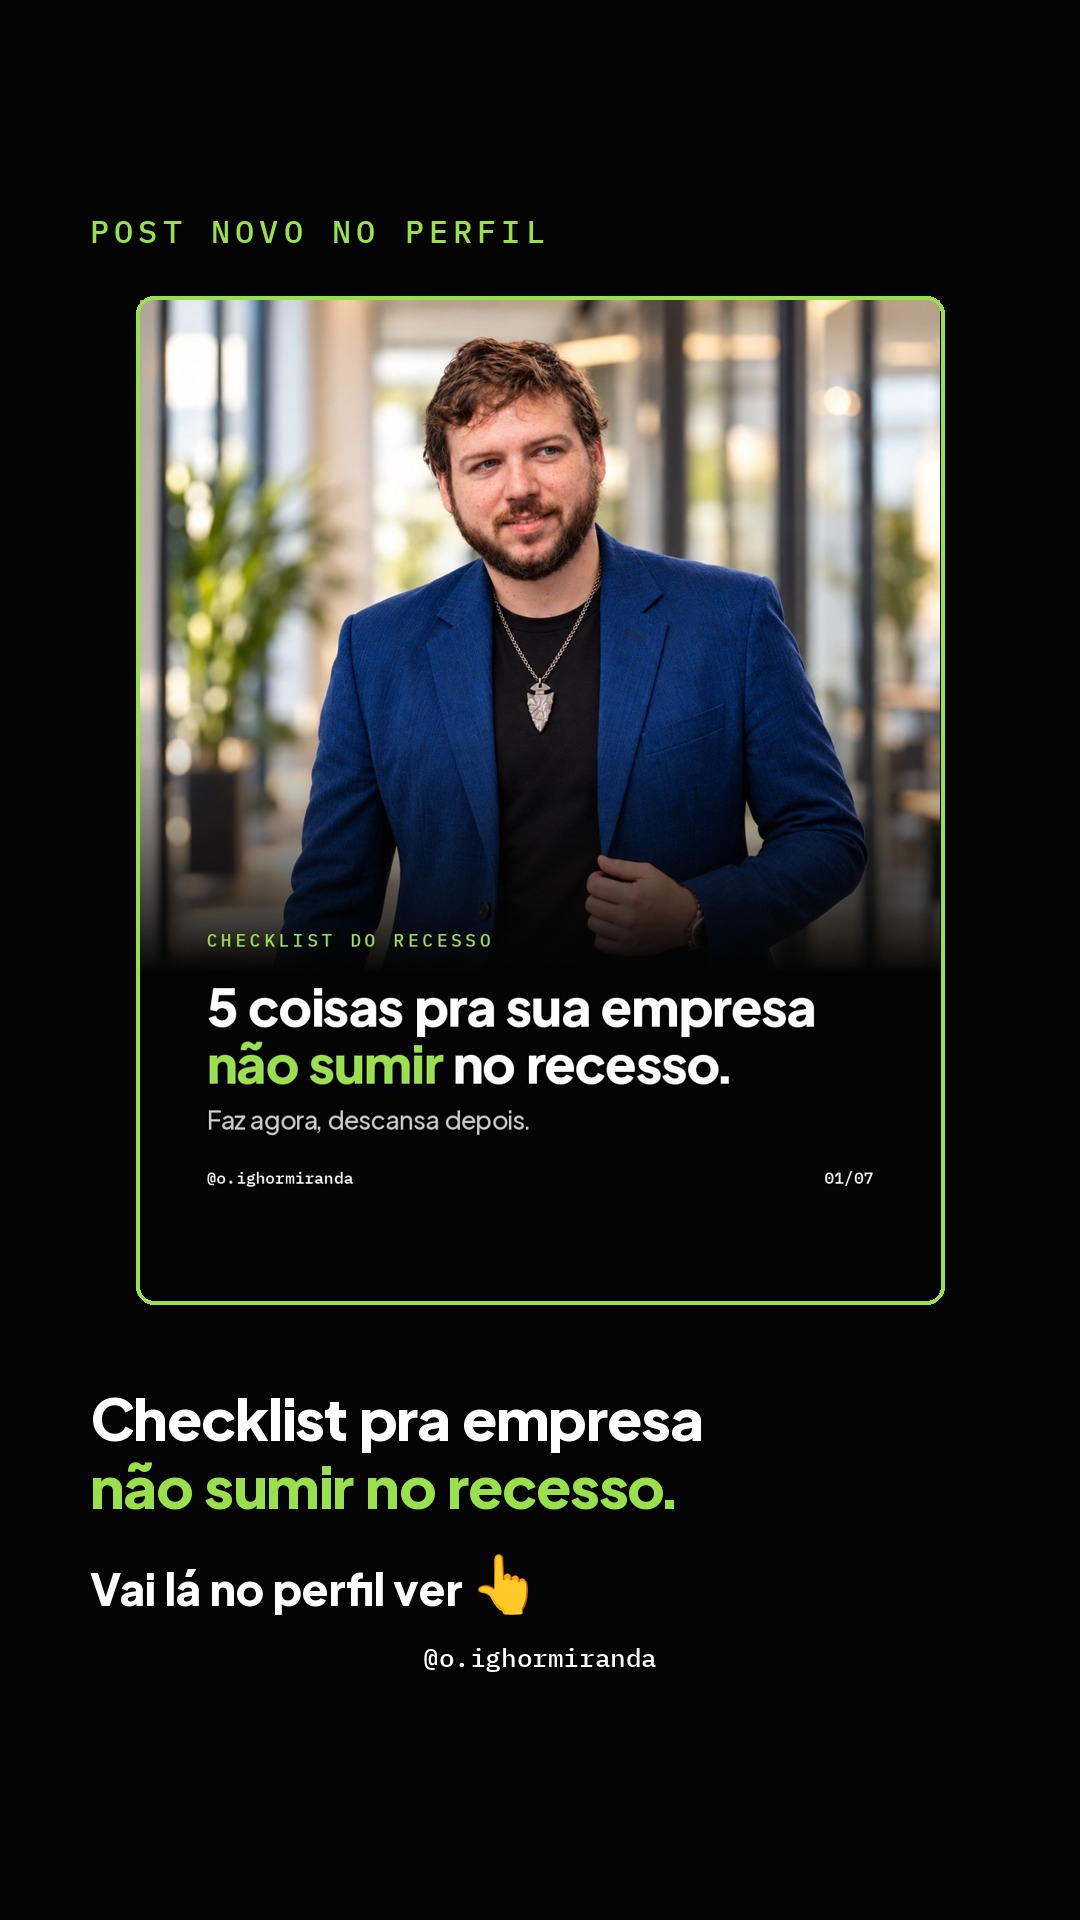 POST NOVO NO PERFIL
CHECKLIST DO RECESSO
5 coisas pra sua empresa
não sumir no recesso.
Faz agora, descansa depois.
@o.ighormiranda
01/07
Checklist pra empresa
não sumir no recesso.
Vai lá no perfil ver 👆
@o.ighormiranda